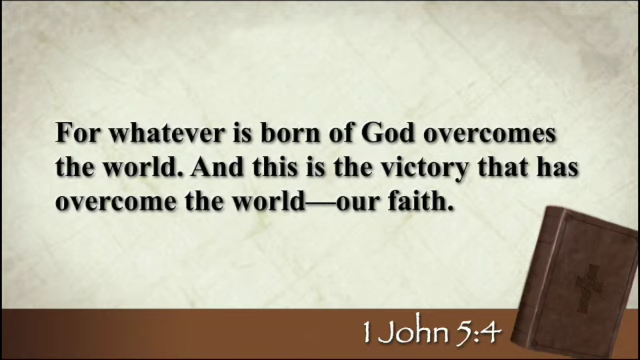 For whatever is born of God overcomes
the world. And this is the victory that has
overcome the world—our faith.
1 John 5:4